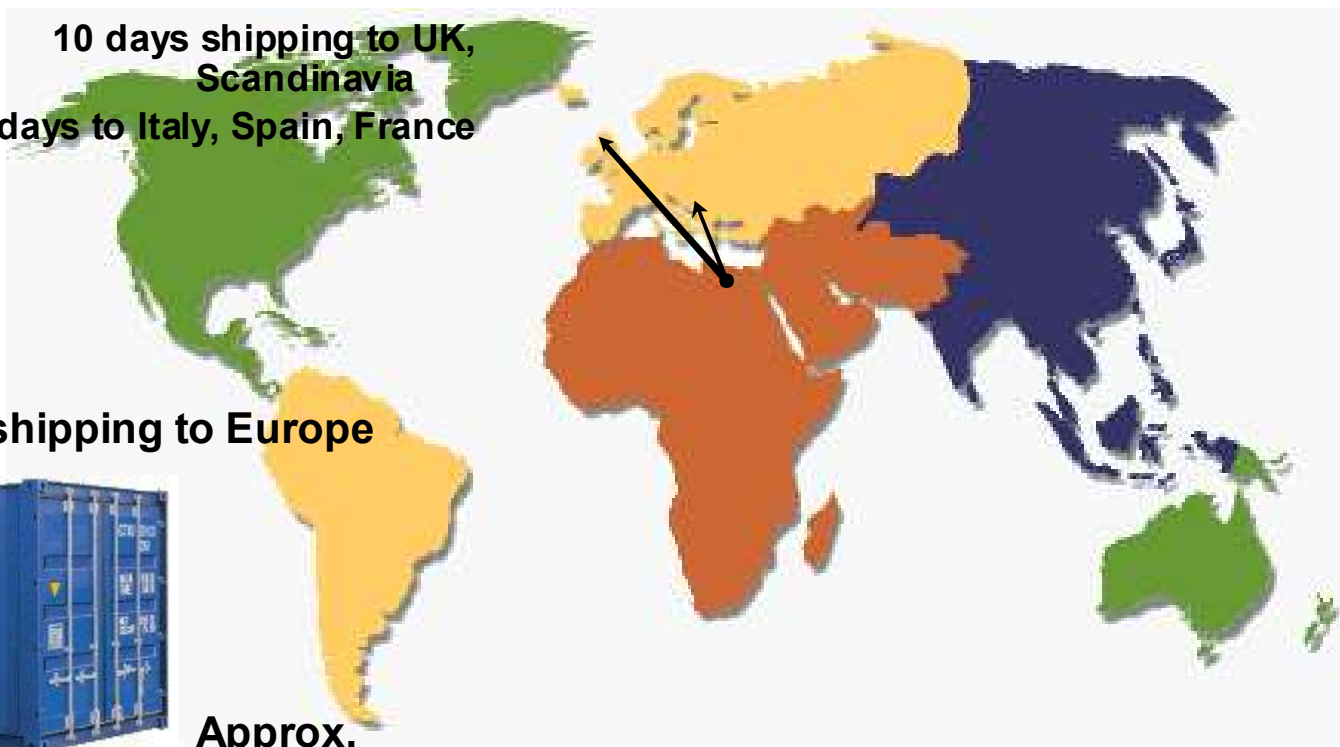 10 days shipping to UK,
Scandinavia
days to Italy, Spain, France
shipping to Europe
Approx.